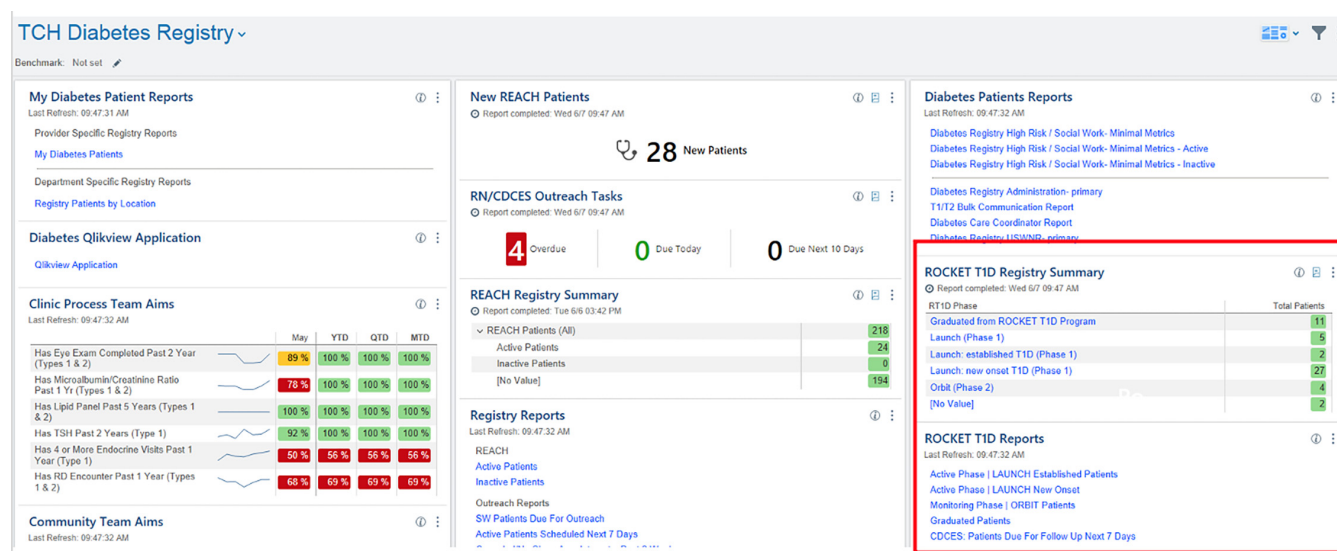 TCH Diabetes Registry
Benchmark: Not set
My Diabetes Patient Reports
Last Refresh: 09:47:31 AM
Provider Specific Registry Reports
My Diabetes Patients
Department Specific Registry Reports
Registry Patients by Location
Diabetes Qlikview Application
Qlikview Application
Clinic Process Team Aims
Last Refresh: 09:47:32 AM
May YTD QTD MTD
Has Eye Exam Completed Past 2 Year
(Types 1 & 2)
89 % 100 % 100 % 100 %
Has Microalbumin/Creatinine Ratio
Past 1 Yr (Types 1 & 2)
78 % 100 % 100 % 100 %
Has Lipid Panel Past 5 Years (Types 1
& 2)
100 % 100 % 100 % 100 %
Has TSH Past 2 Years (Type 1)
92 % 100 % 100 % 100 %
Has 4 or More Endocrine Visits Past 1
Year (Type 1)
50 % 56 % 56 % 56 %
Has RD Encounter Past 1 Year (Types
1 & 2)
68 % 69 % 69 % 69 %
Community Team Aims
Last Refresh: 09:47:32 AM
New REACH Patients
Report completed: Wed 6/7 09:47 AM
28 New Patients
RN/CDCES Outreach Tasks
Report completed: Wed 6/7 09:47 AM
4 Overdue
0 Due Today
0 Due Next 10 Days
REACH Registry Summary
Report completed: Tue 6/6 03:42 PM
REACH Patients (All) 218
Active Patients 24
Inactive Patients 0
[No Value] 194
Registry Reports
Last Refresh: 09:47:32 AM
REACH
Active Patients
Inactive Patients
Outreach Reports
SW Patients Due For Outreach
Active Patients Scheduled Next 7 Days
Diabetes Patients Reports
Last Refresh: 09:47:32 AM
Diabetes Registry High Risk / Social Work- Minimal Metrics
Diabetes Registry High Risk / Social Work- Minimal Metrics - Active
Diabetes Registry High Risk / Social Work- Minimal Metrics - Inactive
Diabetes Registry Administration- primary
T1/T2 Bulk Communication Report
Diabetes Care Coordinator Report
Diabetes Registry USWNR- primary
ROCKET T1D Registry Summary
Report completed: Wed 6/7 09:47 AM
RT1D Phase Total Patients
Graduated from ROCKET T1D Program 11
Launch (Phase 1) 5
Launch: established T1D (Phase 1) 2
Launch: new onset T1D (Phase 1) 27
Orbit (Phase 2) 4
[No Value] 2
ROCKET T1D Reports
Last Refresh: 09:47:32 AM
Active Phase | LAUNCH Established Patients
Active Phase | LAUNCH New Onset
Monitoring Phase | ORBIT Patients
Graduated Patients
CDCES: Patients Due For Follow Up Next 7 Days